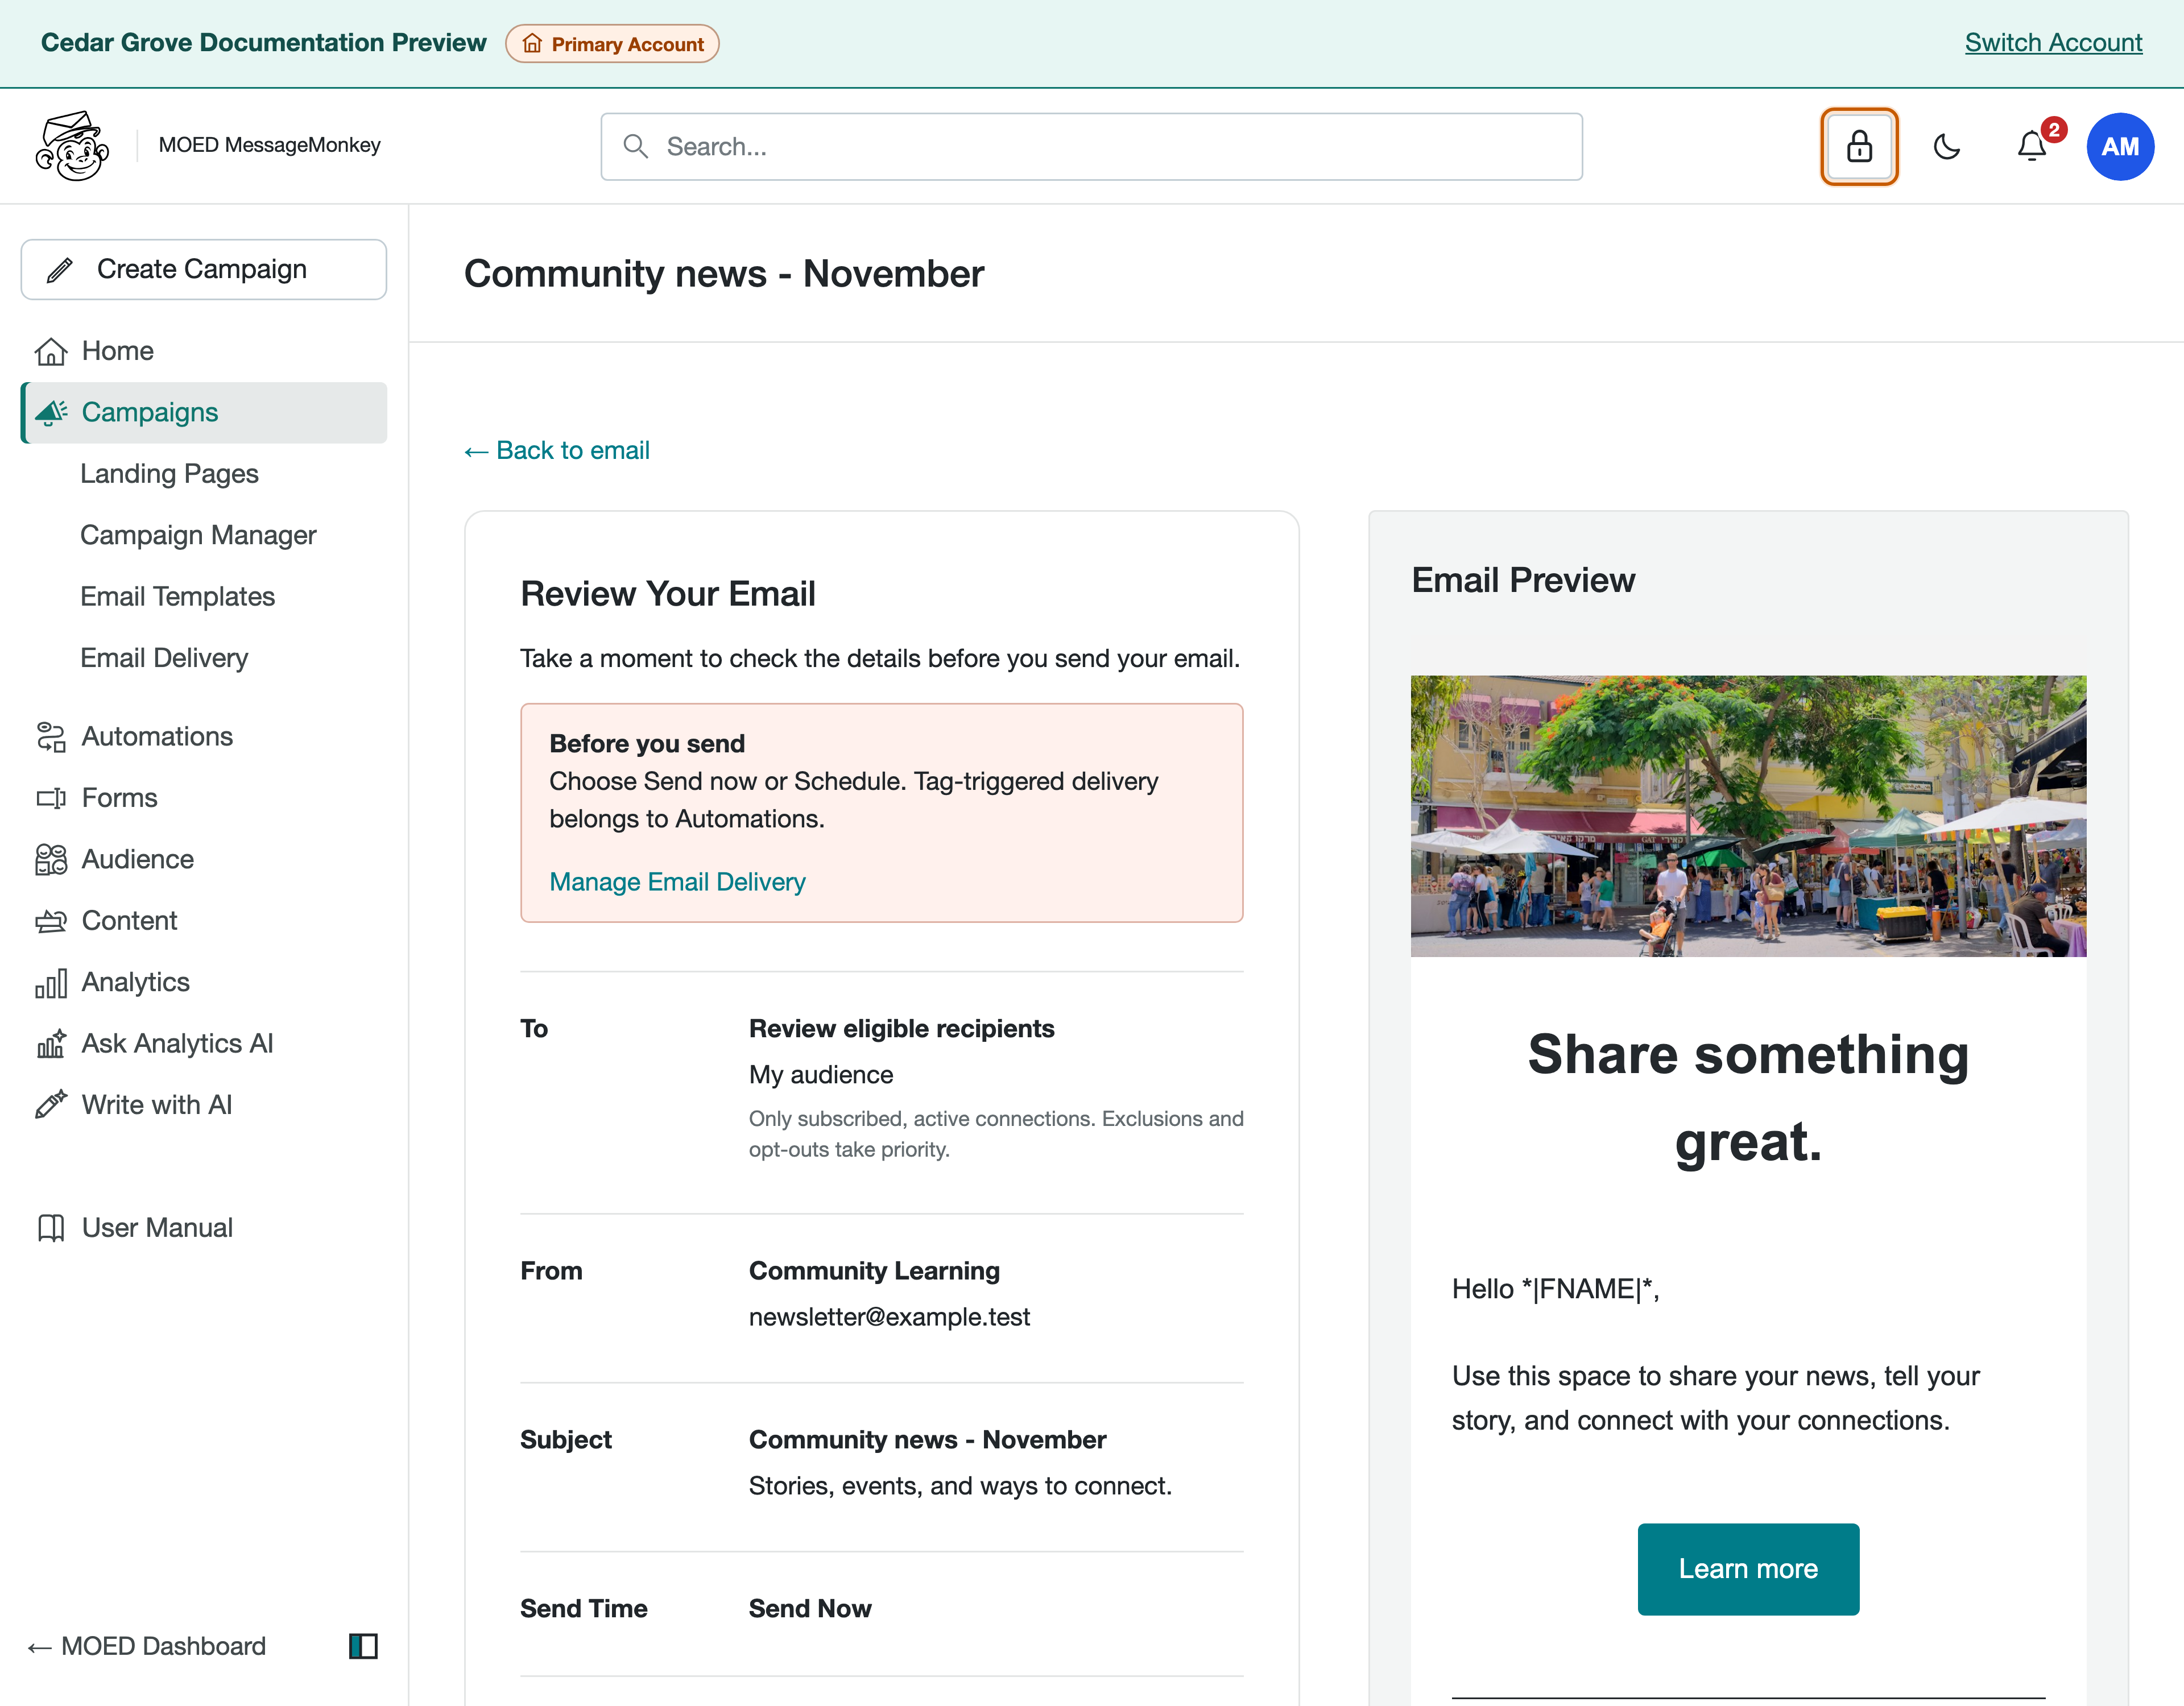 Cedar Grove Documentation Preview
Primary Account
Switch Account
MOED MessageMonkey
Search...
2
AM
Create Campaign
Home
Campaigns
Landing Pages
Campaign Manager
Email Templates
Email Delivery
Automations
Forms
Audience
Content
Analytics
Ask Analytics AI
Write with AI
User Manual
← MOED Dashboard
Community news - November
← Back to email
Review Your Email
Take a moment to check the details before you send your email.
Before you send
Choose Send now or Schedule. Tag-triggered delivery
belongs to Automations.
Manage Email Delivery
To
Review eligible recipients
My audience
Only subscribed, active connections. Exclusions and
opt-outs take priority.
From
Community Learning
newsletter@example.test
Subject
Community news - November
Stories, events, and ways to connect.
Send Time
Send Now
Email Preview
Share something
great.
Hello *|FNAME|*,
Use this space to share your news, tell your
story, and connect with your connections.
Learn more